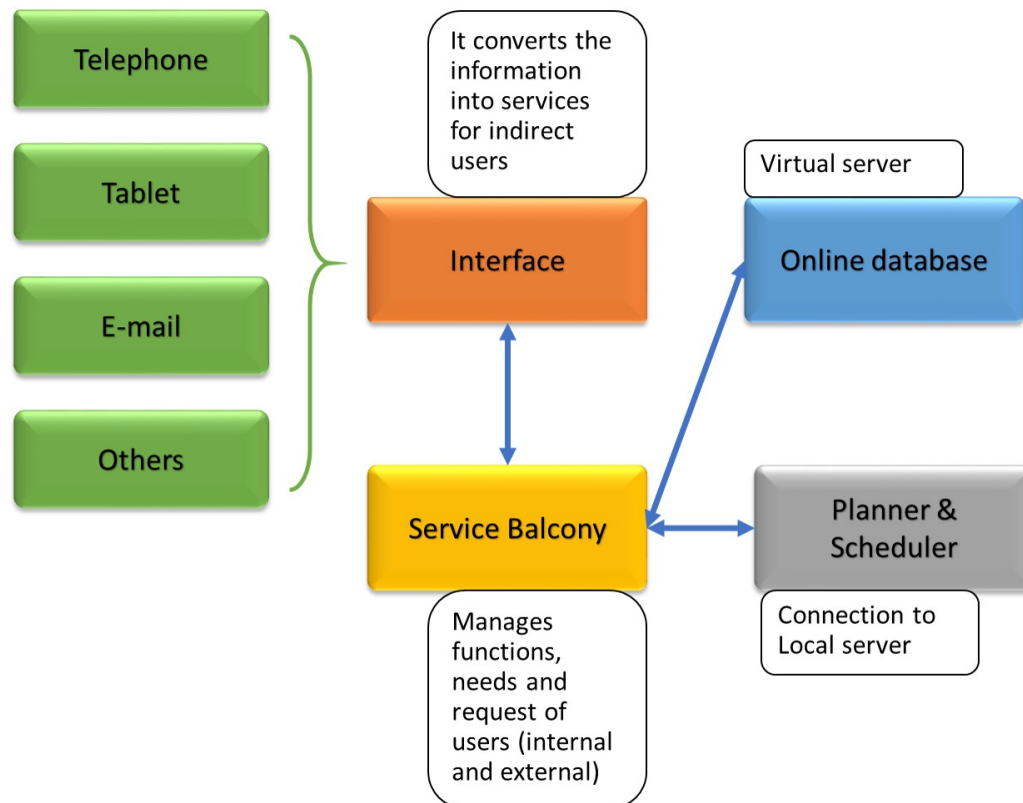 Telephone
Tablet
E-mail
Others
It converts the
information
into services
for indirect
users
Interface
Virtual server
Online database
Service Balcony
Manages
functions,
needs and
request of
users (internal
and external)
Planner &
Scheduler
Connection to
Local server